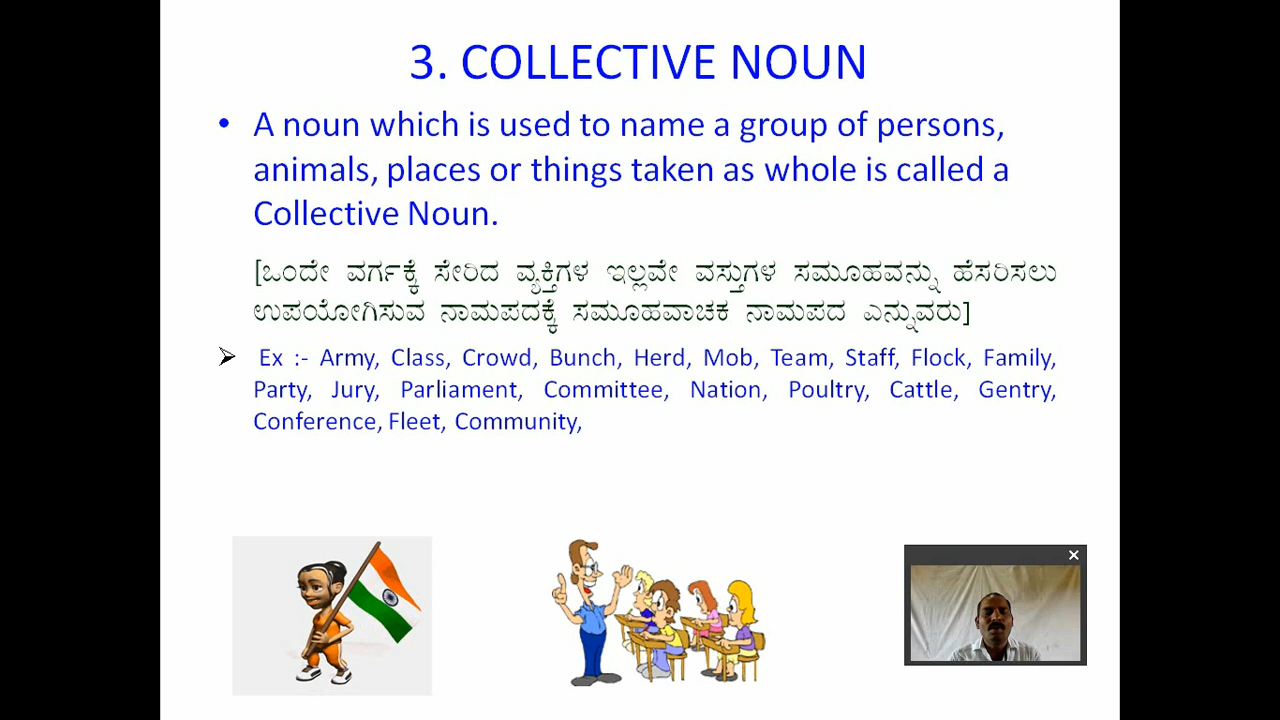 3. COLLECTIVE NOUN
• A noun which is used to name a group of persons,
animals, places or things taken as whole is called a
Collective Noun.
[ಒಂದೇ ವರ್ಗಕ್ಕೆ ಸೇರಿದ ವ್ಯಕ್ತಿಗಳ ಇಲ್ಲವೇ ವಸ್ತುಗಳ ಸಮೂಹವನ್ನು ಹೆಸರಿಸಲು
ಉಪಯೋಗಿಸುವ ನಾಮಪದಕ್ಕೆ ಸಮೂಹವಾಚಕ ನಾಮಪದ ಎನ್ನುವರು]
➢ Ex :- Army, Class, Crowd, Bunch, Herd, Mob, Team, Staff, Flock, Family,
Party, Jury, Parliament, Committee, Nation, Poultry, Cattle, Gentry,
Conference, Fleet, Community,